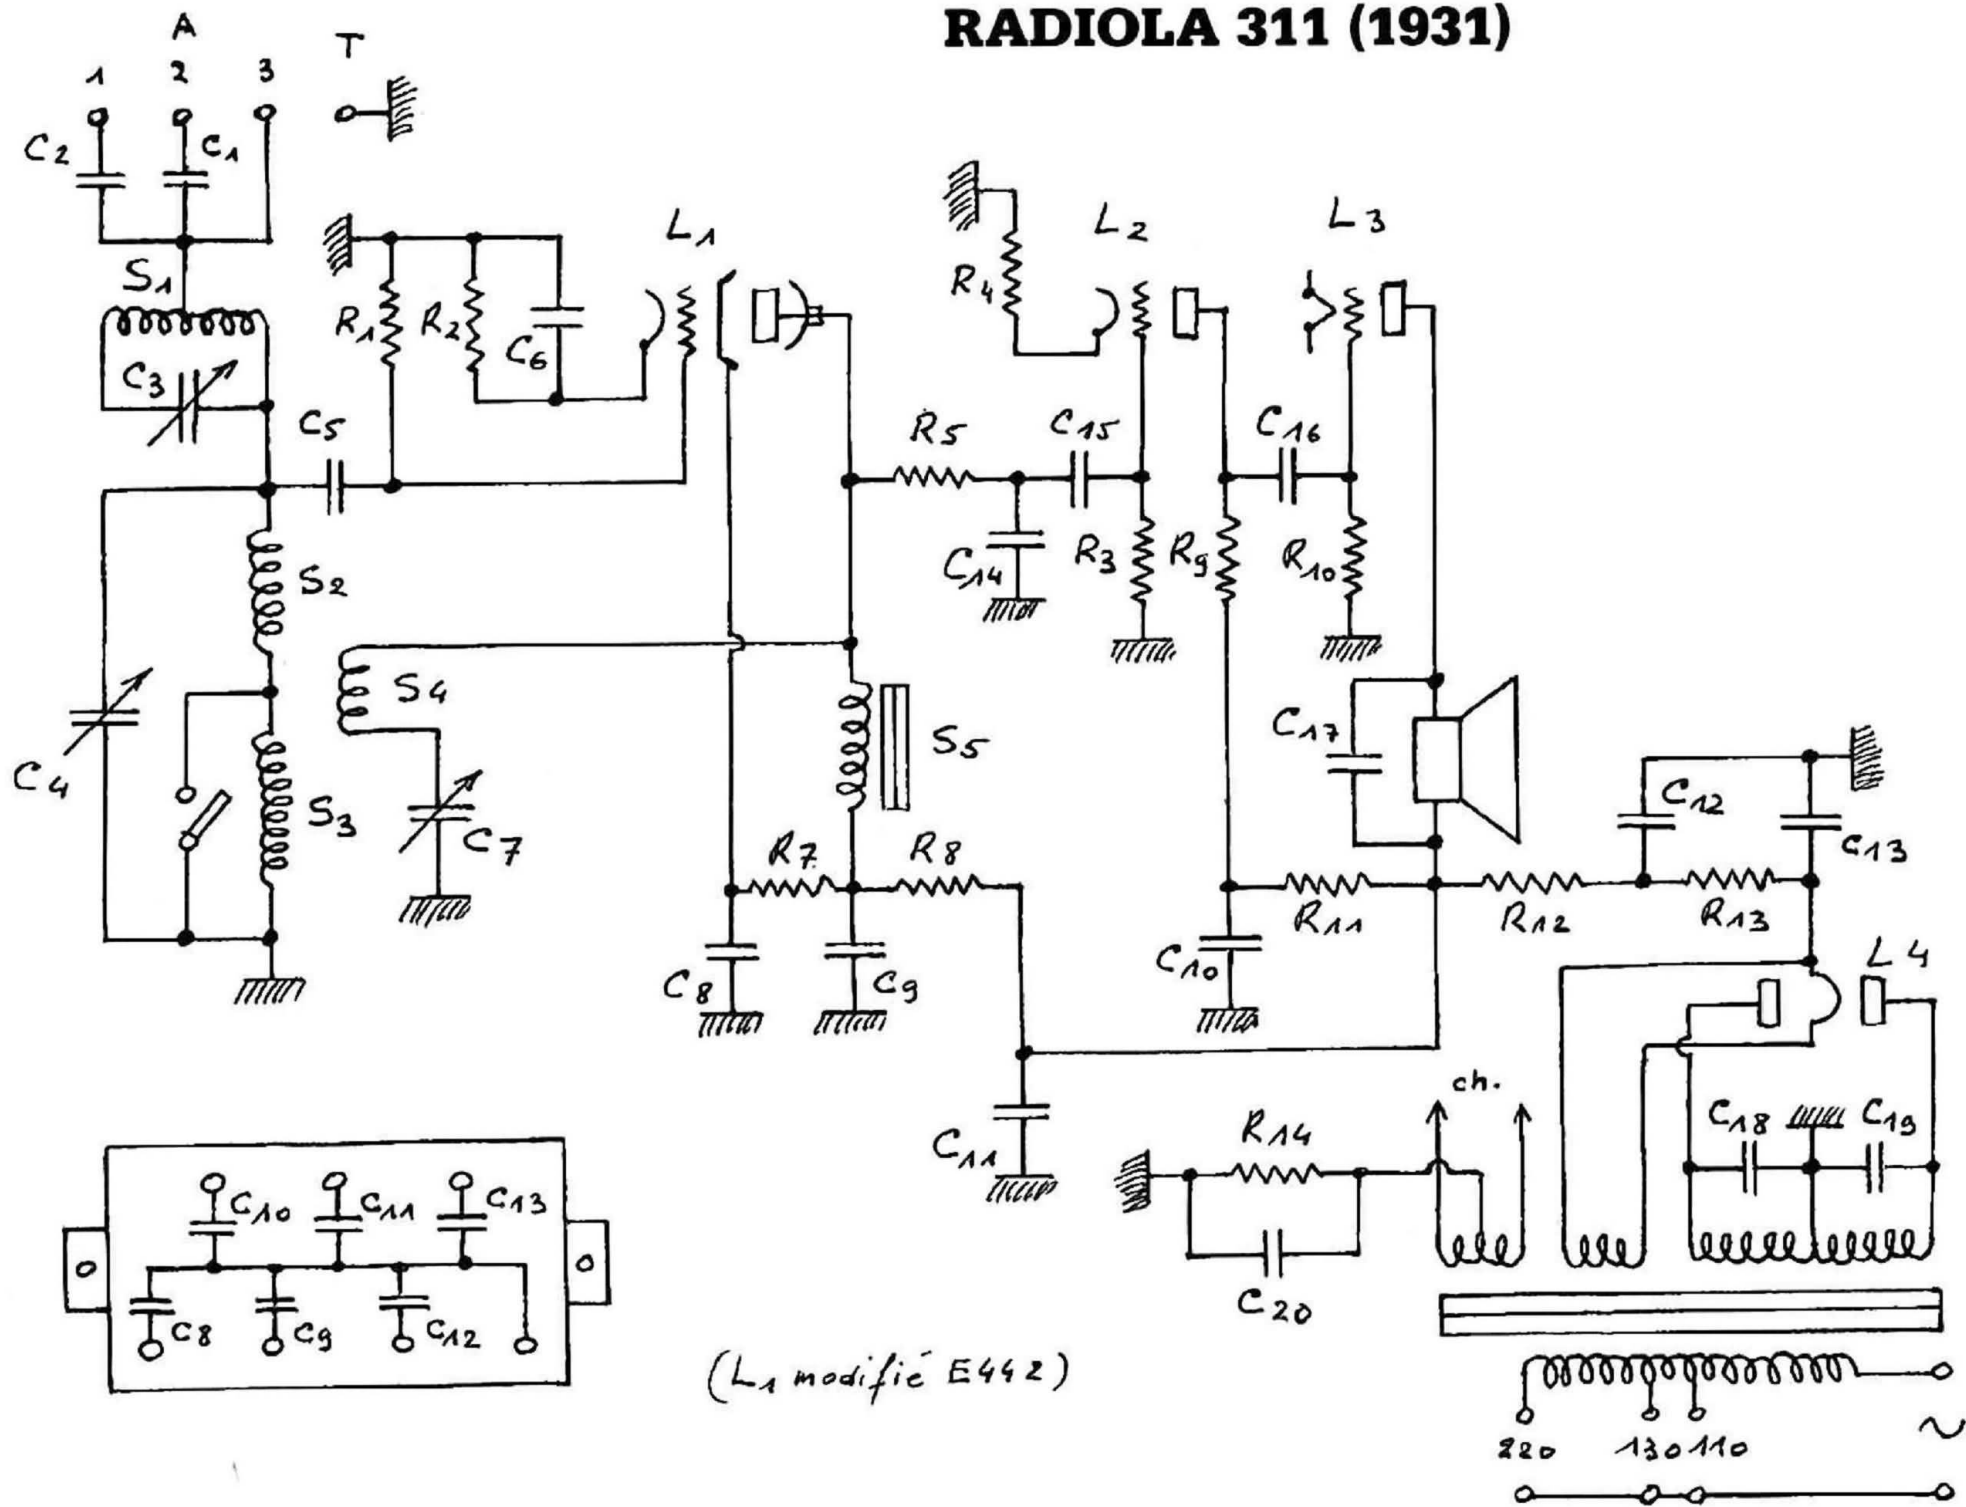 RADIOLA 311 (1931)
A
T
1 2 3
C2
C1
S1
C3
R1
R2
C6
L1
R4
L2
L3
C5
R5
C15
C16
C14
R3
R9
R10
S2
S4
C4
S3
C7
S5
C17
C12
C13
R7
R8
R11
R12
R13
C8
C9
C10
L4
ch.
C11
R14
C18
C19
C20
C10
C11
C13
C8
C9
C12
(L1 modifié E442)
220
130
110
~